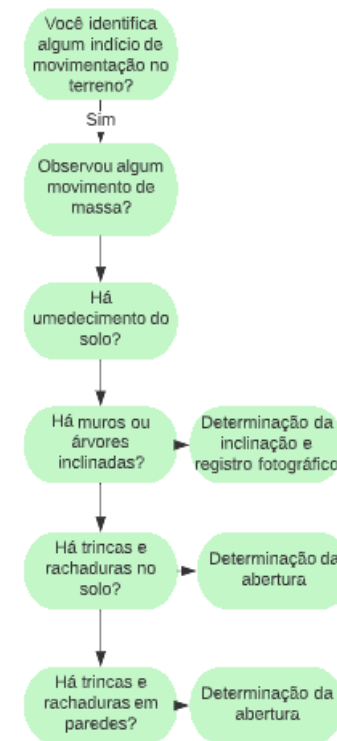 Você identifica
algum indício de
movimentação no
terreno?
Sim
Observou algum
movimento de
massa?
Há
umedecimento do
solo?
Há muros ou
árvores
inclinadas?
Determinação da
inclinação e
registro fotográfico
Há trincas e
rachaduras no
solo?
Determinação da
abertura
Há trincas e
rachaduras em
paredes?
Determinação da
abertura